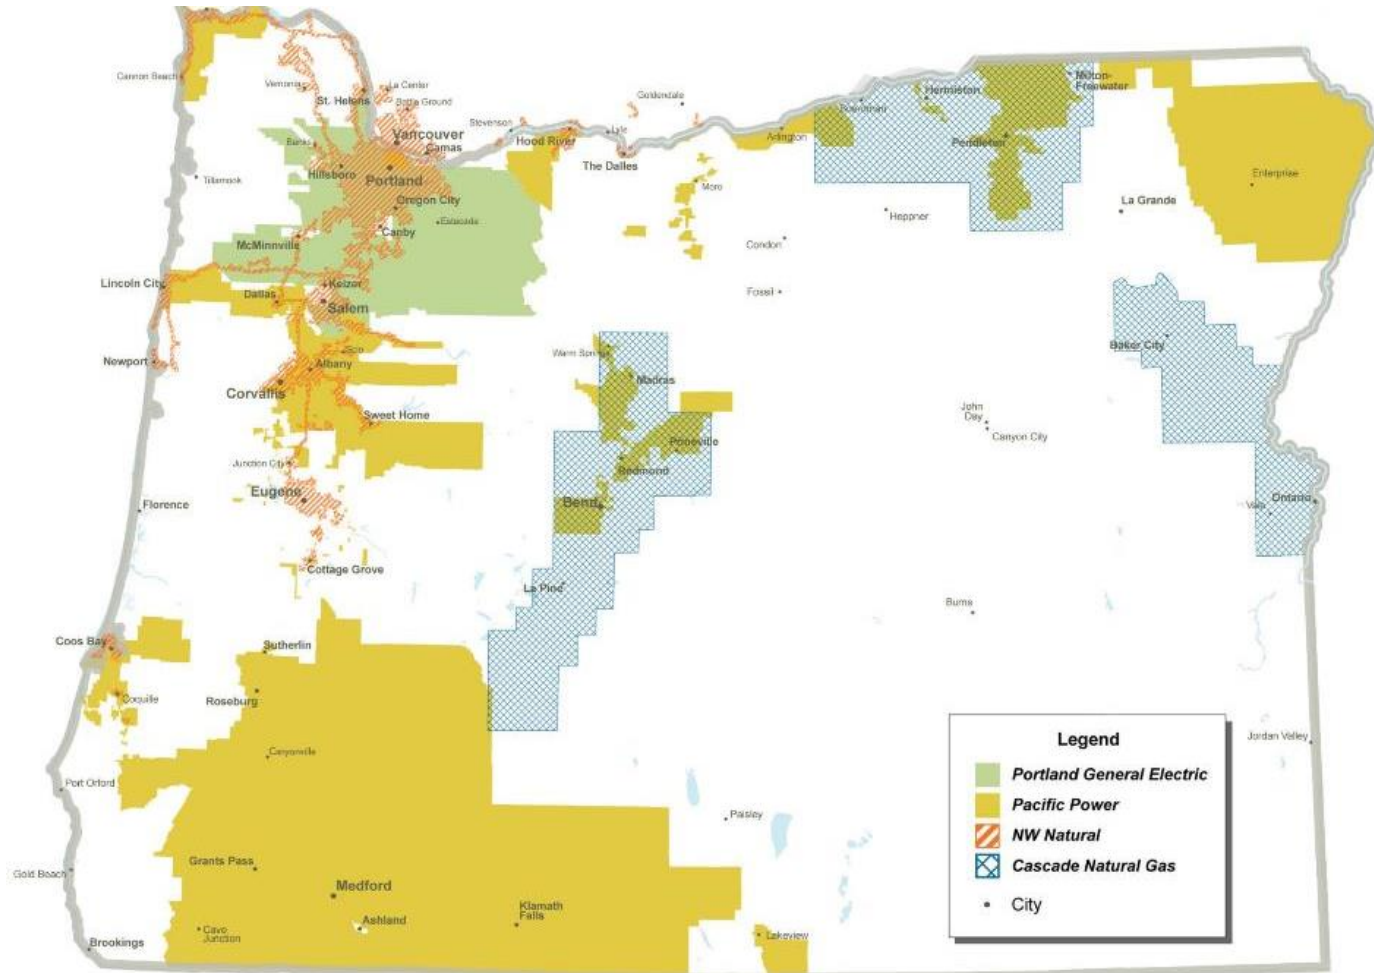 Cannon Beach
Vernonia
La Center
St. Helens
Battle Ground
Vancouver
Camas
Banks
Hillsboro
Portland
Tillamook
Oregon City
Estacada
Canby
McMinnville
Lincoln City
Keizer
Dallas
Salem
Newport
Scio
Albany
Corvallis
Sweet Home
Junction City
Eugene
Florence
Cottage Grove
Stevenson
Hood River
Goldendale
Lyle
The Dalles
Moro
Arlington
Boardman
Hermiston
Milton-
Freewater
Pendleton
Heppner
La Grande
Enterprise
Condon
Fossil
Warm Springs
Madras
Prineville
Redmond
Bend
La Pine
Baker City
John
Day
Canyon City
Ontario
Vale
Burns
Jordan Valley
Coos Bay
Coquille
Sutherlin
Roseburg
Canyonville
Port Orford
Gold Beach
Grants Pass
Medford
Ashland
Cave
Junction
Brookings
Klamath
Falls
Paisley
Lakeview
Legend
Portland General Electric
Pacific Power
NW Natural
Cascade Natural Gas
City